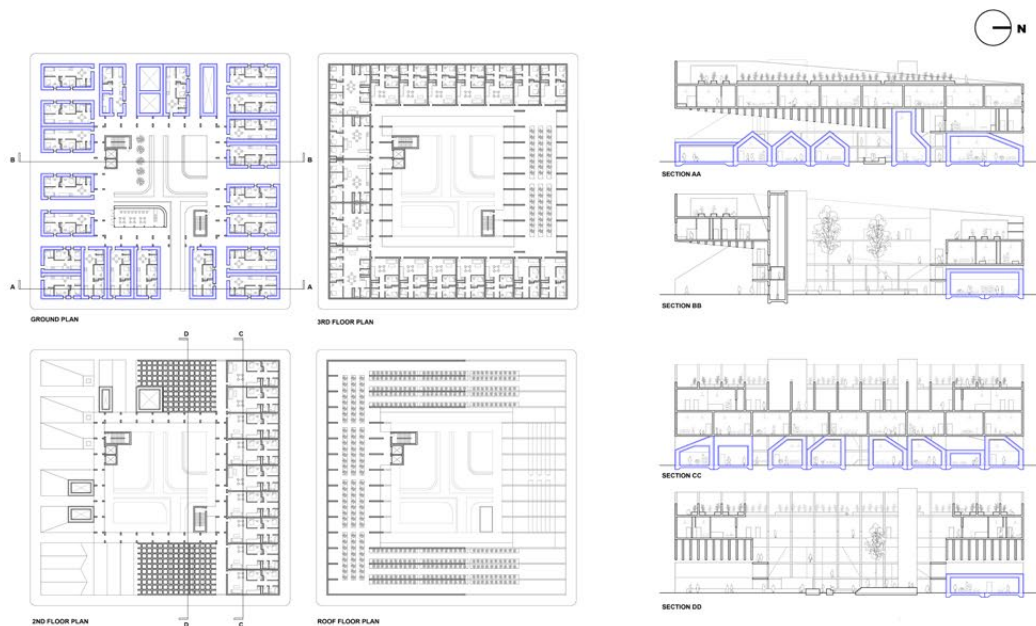 N
B
B
A
A
GROUND PLAN
3RD FLOOR PLAN
SECTION AA
SECTION BB
D
C
D
C
2ND FLOOR PLAN
ROOF FLOOR PLAN
SECTION CC
SECTION DD